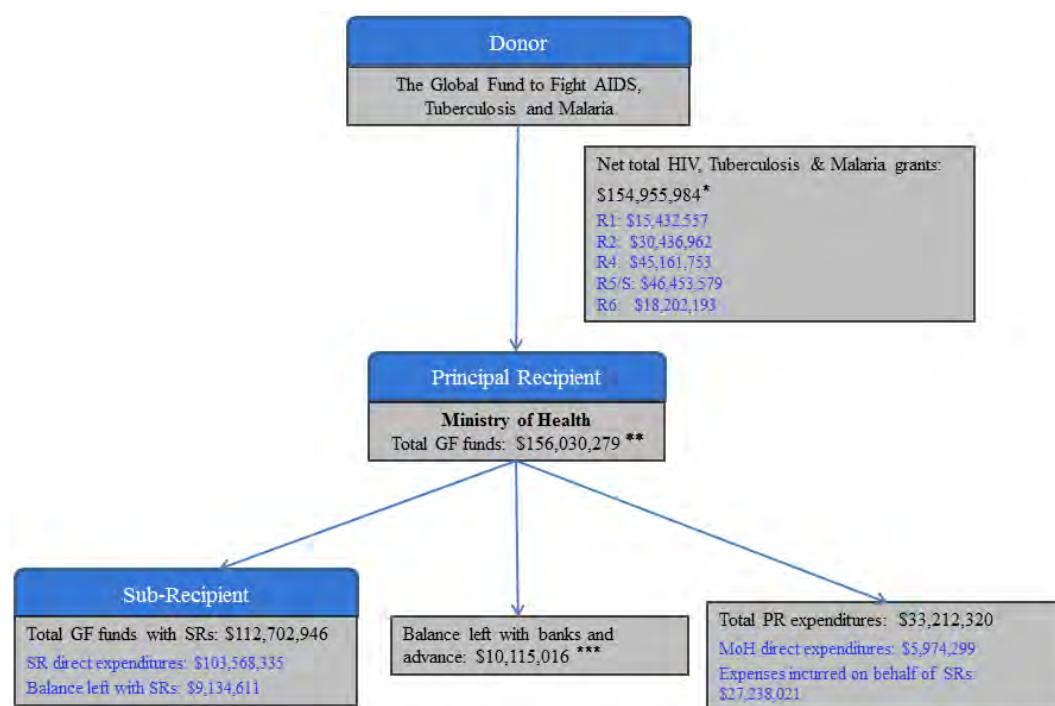 Donor
The Global Fund to Fight AIDS,
Tuberculosis and Malaria
Net total HIV, Tuberculosis & Malaria grants:
$154,955,984*
R1: $15,432,557
R2: $30,436,962
R4: $45,161,753
R5/S: $46,453,579
R6: $18,202,193
Principal Recipient
Ministry of Health
Total GF funds: $156,030,279 **
Sub-Recipient
Total GF funds with SRs: $112,702,946
SR direct expenditures: $103,568,335
Balance left with SRs: $9,134,611
Balance left with banks and
advance: $10,115,016 ***
Total PR expenditures: $33,212,320
MoH direct expenditures: $5,974,299
Expenses incurred on behalf of SRs:
$27,238,021